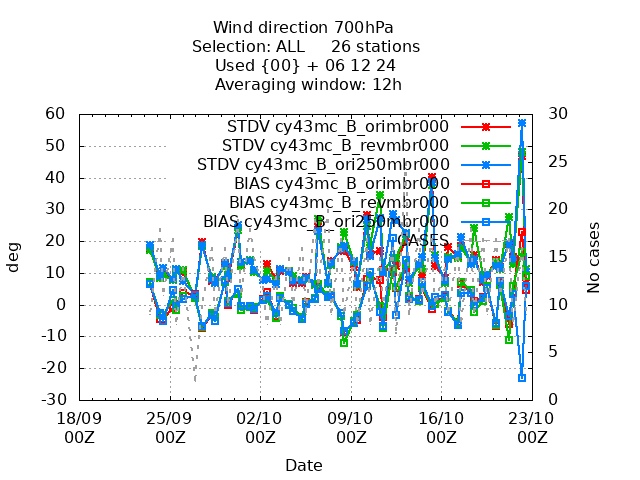 Wind direction 700hPa
Selection: ALL 26 stations
Used {00} + 06 12 24
Averaging window: 12h
STDV cy43mc_B_orimbr000
STDV cy43mc_B_revmbr000
STDV cy43mc_B_ori250mbr000
BIAS cy43mc_B_orimbr000
BIAS cy43mc_B_revmbr000
BIAS cy43mc_B_ori250mbr000
CASES
60
50
40
30
20
10
0
-10
-20
-30
deg
30
25
20
15
10
5
0
No cases
18/09 25/09 02/10 09/10 16/10 23/10
00Z 00Z 00Z 00Z 00Z 00Z
Date